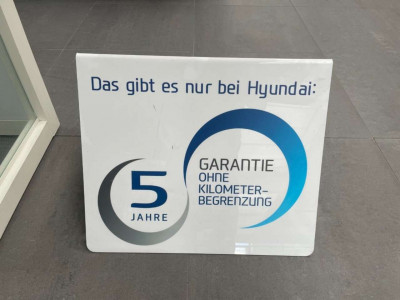 Das gibt es nur bei Hyundai:
5
JAHRE
GARANTIE
OHNE
KILOMETER-
BEGRENZUNG